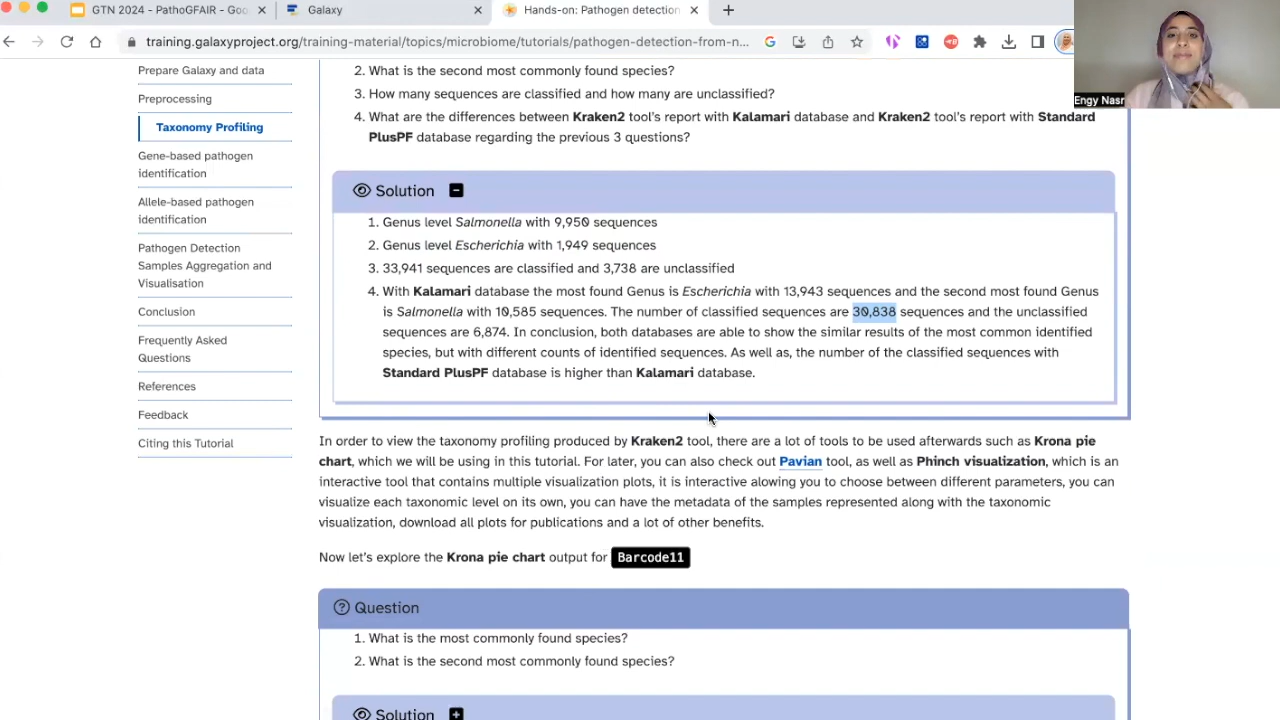 GTN 2024 - PathoGFAIR - Goo
Galaxy
Hands-on: Pathogen detection
training.galaxyproject.org/training-material/topics/microbiome/tutorials/pathogen-detection-from-n...
Engy Nasr
Prepare Galaxy and data
Preprocessing
Taxonomy Profiling
Gene-based pathogen
identification
Allele-based pathogen
identification
Pathogen Detection
Samples Aggregation and
Visualisation
Conclusion
Frequently Asked
Questions
References
Feedback
Citing this Tutorial
2. What is the second most commonly found species?
3. How many sequences are classified and how many are unclassified?
4. What are the differences between Kraken2 tool's report with Kalamari database and Kraken2 tool's report with Standard
PlusPF database regarding the previous 3 questions?
Solution
1. Genus level Salmonella with 9,950 sequences
2. Genus level Escherichia with 1,949 sequences
3. 33,941 sequences are classified and 3,738 are unclassified
4. With Kalamari database the most found Genus is Escherichia with 13,943 sequences and the second most found Genus
is Salmonella with 10,585 sequences. The number of classified sequences are 30,838 sequences and the unclassified
sequences are 6,874. In conclusion, both databases are able to show the similar results of the most common identified
species, but with different counts of identified sequences. As well as, the number of the classified sequences with
Standard PlusPF database is higher than Kalamari database.
In order to view the taxonomy profiling produced by Kraken2 tool, there are a lot of tools to be used afterwards such as Krona pie
chart, which we will be using in this tutorial. For later, you can also check out Pavian tool, as well as Phinch visualization, which is an
interactive tool that contains multiple visualization plots, it is interactive alowing you to choose between different parameters, you can
visualize each taxonomic level on its own, you can have the metadata of the samples represented along with the taxonomic
visualization, download all plots for publications and a lot of other benefits.
Now let's explore the Krona pie chart output for Barcode11
Question
1. What is the most commonly found species?
2. What is the second most commonly found species?
Solution